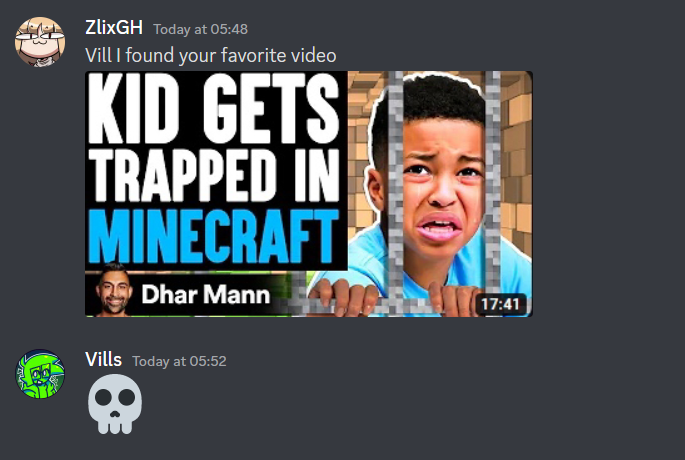 ZlixGH Today at 05:48
Vill I found your favorite video
KID GETS
TRAPPED IN
MINECRAFT
Dhar Mann
17:41
Vills Today at 05:52